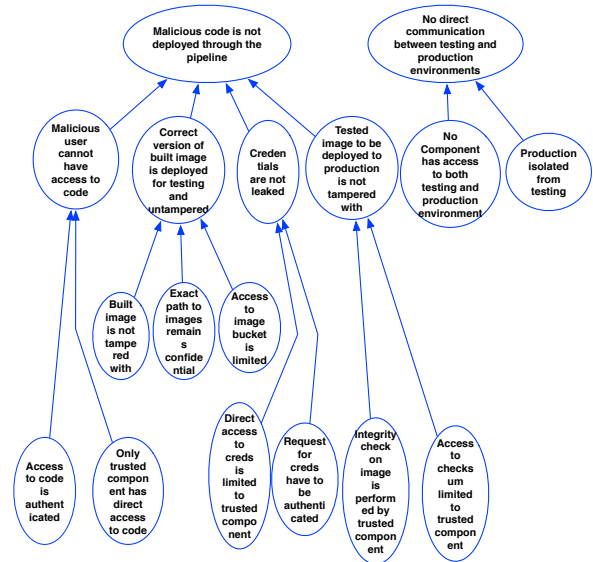 Malicious code is not
deployed through the
pipeline
No direct
communication
between testing and
production
environments
Malicious
user
cannot
have
access to
code
Correct
version of
built image
is deployed
for testing
and
untampered
Creden
tials
are not
leaked
Tested
image to be
deployed to
production
is not
tampered
with
No
Component
has access
to both
testing and
production
environment
Production
isolated
from
testing
Built
image
is not
tampe
red
with
Exact
path to
images
remain
s
confide
ntial
Access
to
image
bucket
is
limited
Access
to code
is
authent
icated
Only
trusted
compon
ent has
direct
access
to code
Direct
access
to
creds
is
limited
to
trusted
compo
nent
Request
for
creds
have to
be
authenti
cated
Integrity
check
on
image
is
perform
ed by
trusted
compon
ent
Access
to
checks
um
limited
to
trusted
compon
ent